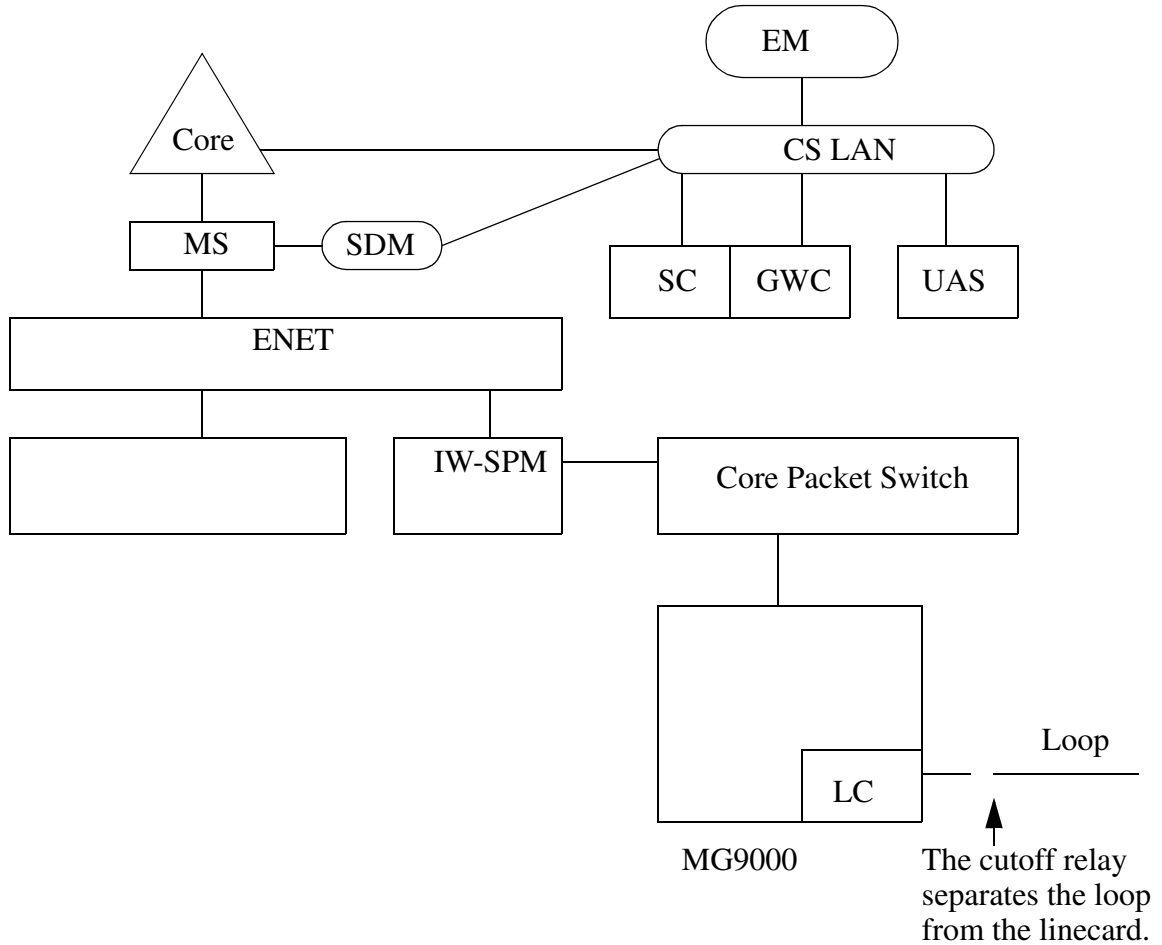 EM
Core
CS LAN
MS
SDM
SC
GWC
UAS
ENET
IW-SPM
Core Packet Switch
Loop
LC
MG9000
The cutoff relay
separates the loop
from the linecard.